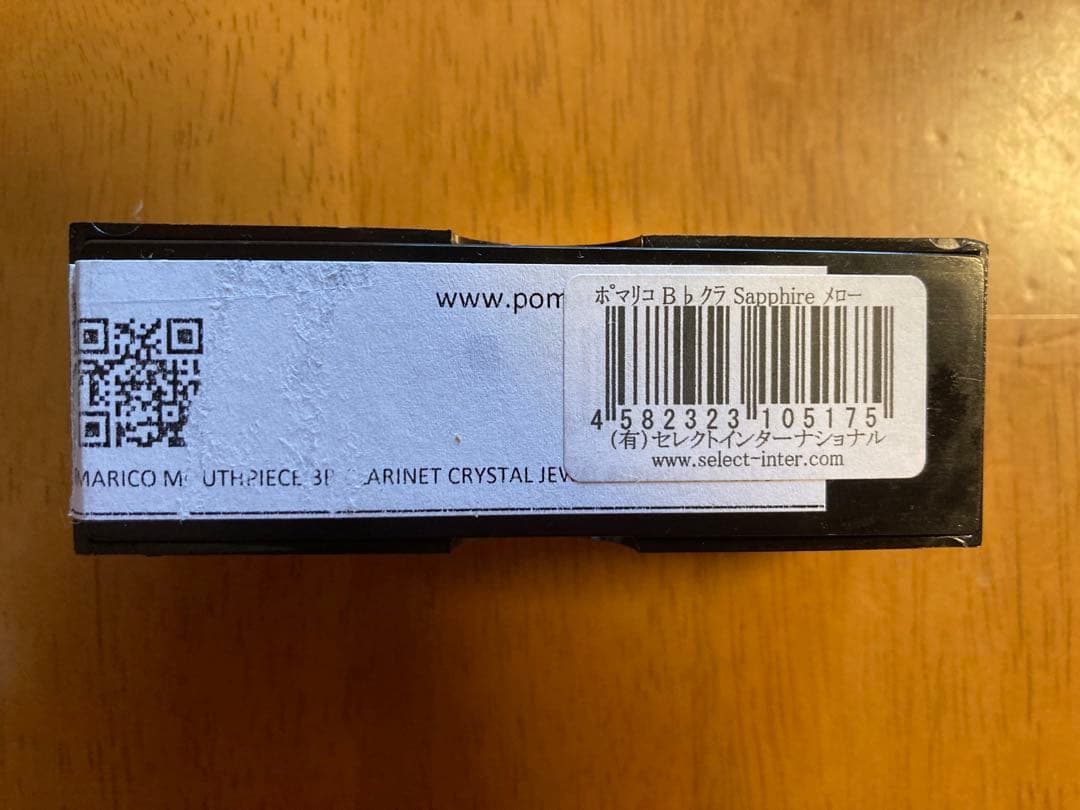 www.pom
MARICO M UTHPIECE ARINET CRYSTAL JEW
ポマリコ B♭クラ Sapphire メロー
4 582323 105175
(有)セレクトインターナショナル
www.select-inter.com